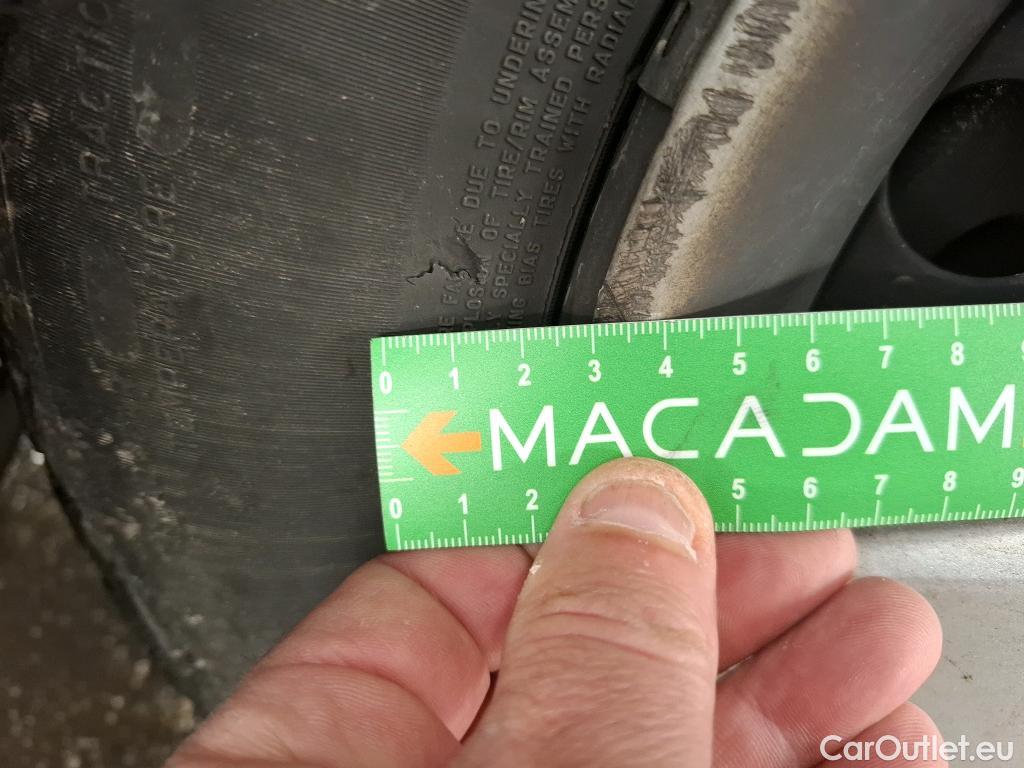 TRACTIO
TEMPERATURE
DUE TO UNDERIN
OF TIRE/RIM ASSEM
SPECIALLY TRAINED PERS
BIAS TIRES WITH RADIA
0 1 2 3 4 5 6 7 8 9
MACADAM
0 1 2 5 6 7 8 9
CarOutlet.eu